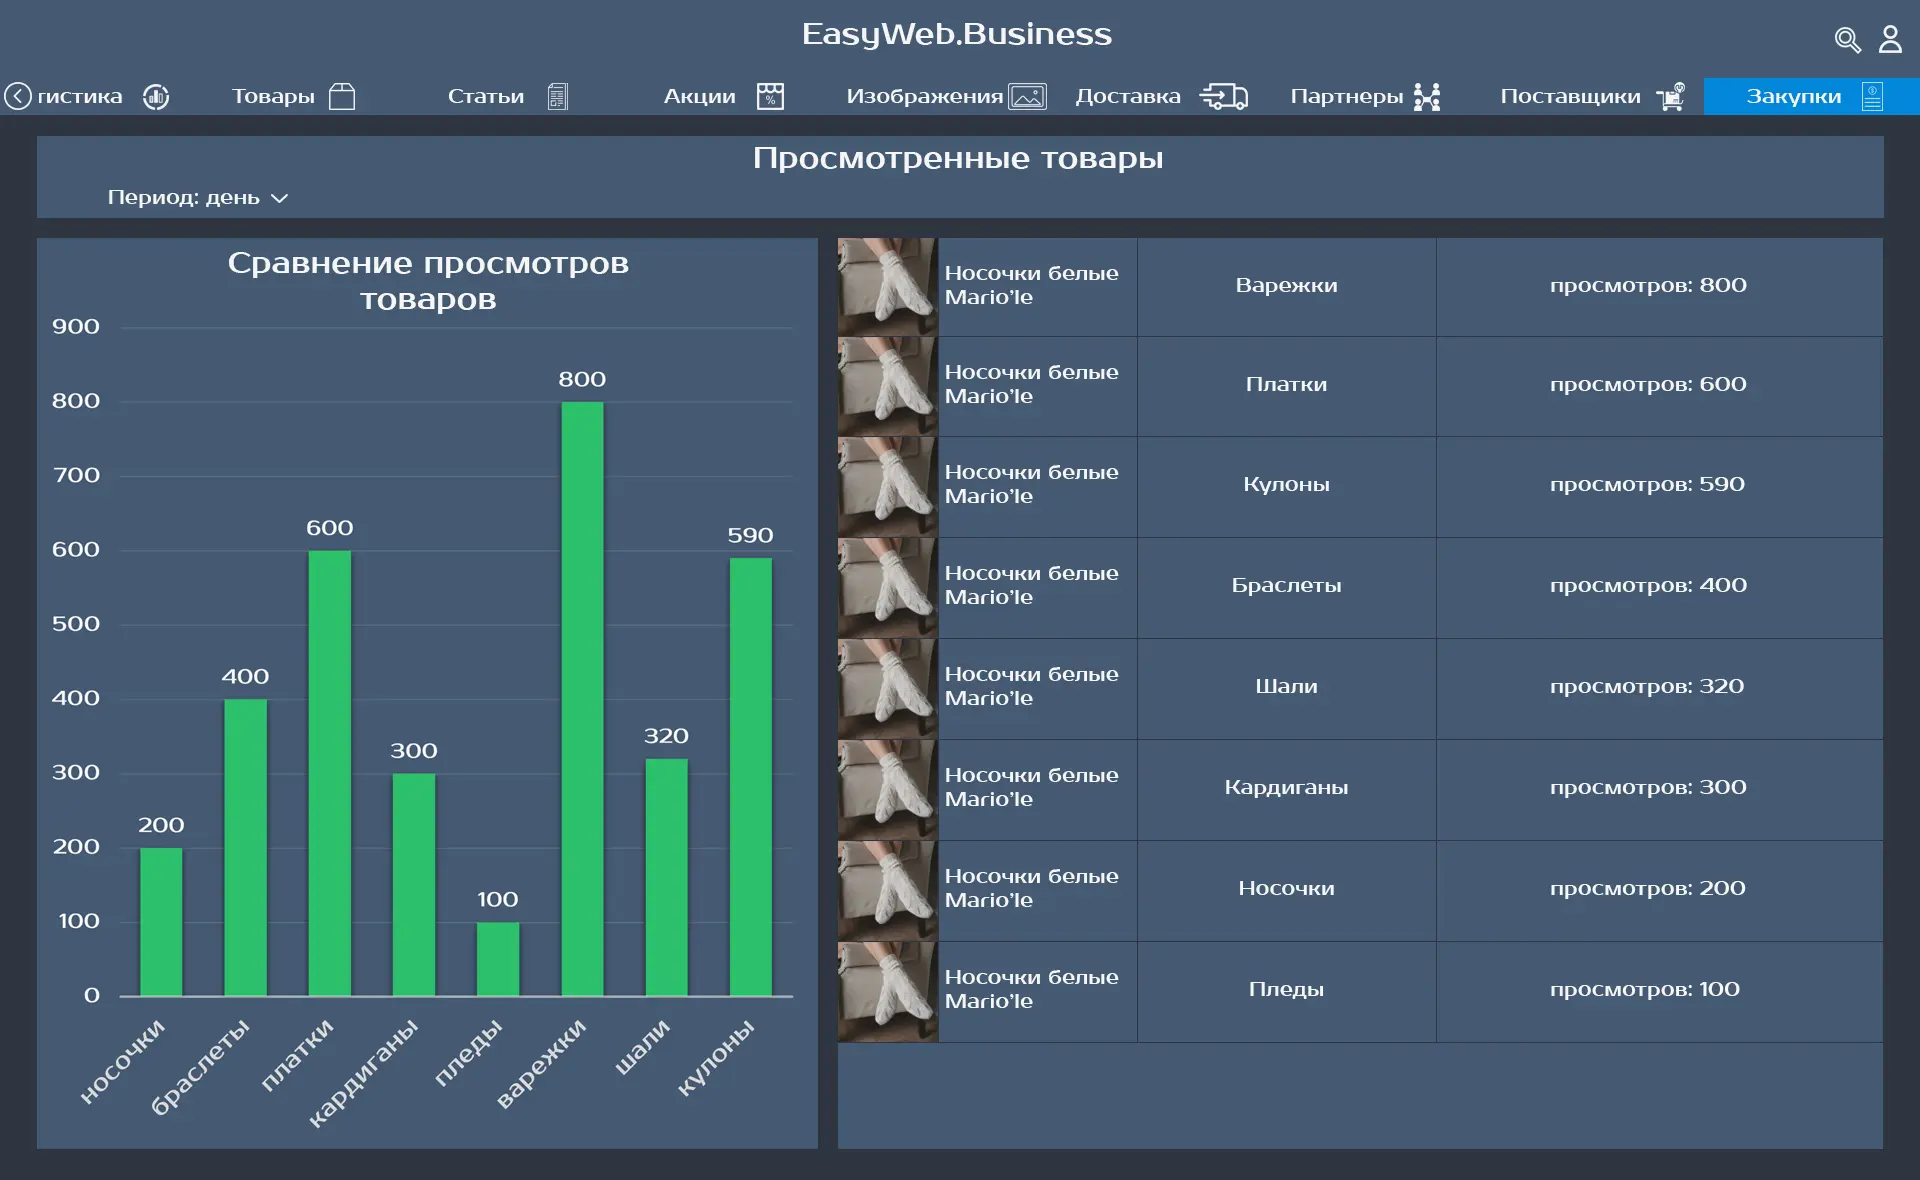 EasyWeb.Business
гистика
Товары
Статьи
Акции
%
Изображения
Доставка
Партнеры
Поставщики
Закупки
Просмотренные товары
Период: день
Сравнение просмотров
товаров
900
800
700
600
500
400
300
200
100
0
200
400
600
300
100
800
320
590
носочки
браслеты
платки
кардиганы
пледы
варежки
шали
кулоны
Носочки белые
Mario’le
Варежки
просмотров: 800
Носочки белые
Mario’le
Платки
просмотров: 600
Носочки белые
Mario’le
Кулоны
просмотров: 590
Носочки белые
Mario’le
Браслеты
просмотров: 400
Носочки белые
Mario’le
Шали
просмотров: 320
Носочки белые
Mario’le
Кардиганы
просмотров: 300
Носочки белые
Mario’le
Носочки
просмотров: 200
Носочки белые
Mario’le
Пледы
просмотров: 100